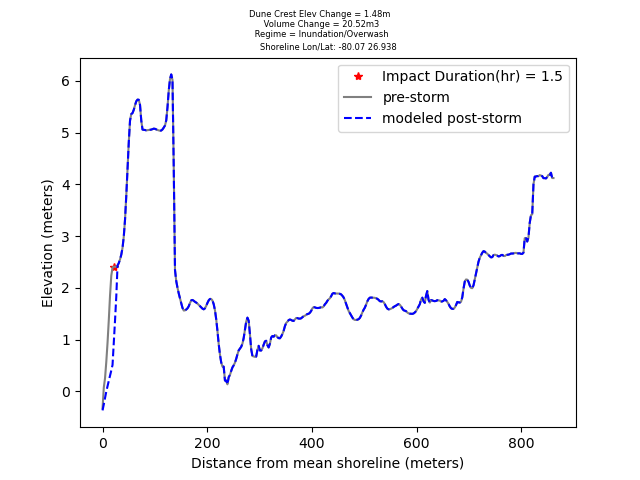 Dune Crest Elev Change = 1.48m
Volume Change = 20.52m3
Regime = Inundation/Overwash
Shoreline Lon/Lat: -80.07 26.938
Impact Duration(hr) = 1.5
pre-storm
modeled post-storm
6
5
4
3
2
1
0
Elevation (meters)
0 200 400 600 800
Distance from mean shoreline (meters)